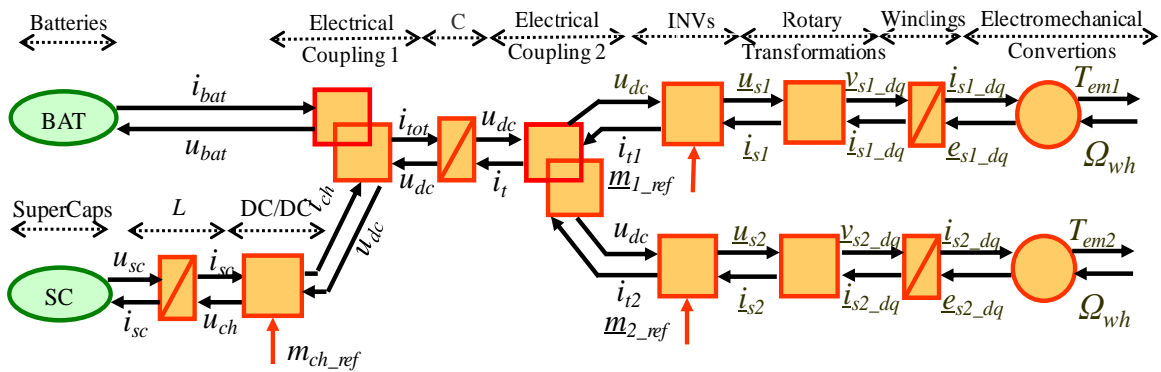 Batteries
Electrical
Coupling 1
C
Electrical
Coupling 2
INVs
Rotary
Transformations
Windings
Electromechanical
Convertions
BAT
i_bat
u_bat
i_tot
u_dc
u_dc
i_t
u_dc
i_t1
m_1_ref
u_s1
i_s1
v_s1_dq
i_s1_dq
i_s1_dq
e_s1_dq
T_em1
Ω_wh
SuperCaps
L
DC/DC
i_ch
u_dc
SC
u_sc
i_sc
i_sc
u_ch
m_ch_ref
u_dc
i_t2
m_2_ref
u_s2
i_s2
v_s2_dq
i_s2_dq
i_s2_dq
e_s2_dq
T_em2
Ω_wh